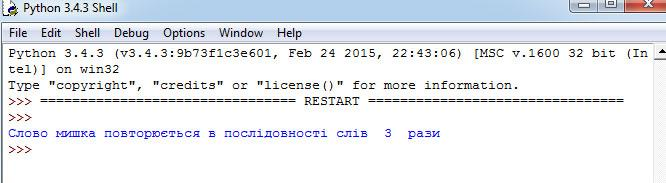 Python 3.4.3 Shell
File Edit Shell Debug Options Window Help
Python 3.4.3 (v3.4.3:9b73f1c3e601, Feb 24 2015, 22:43:06) [MSC v.1600 32 bit (In
tel)] on win32
Type "copyright", "credits" or "license()" for more information.
>>> ================================ RESTART ================================
>>>
Слово мишка повторюється в послідовності слів  3  рази
>>>